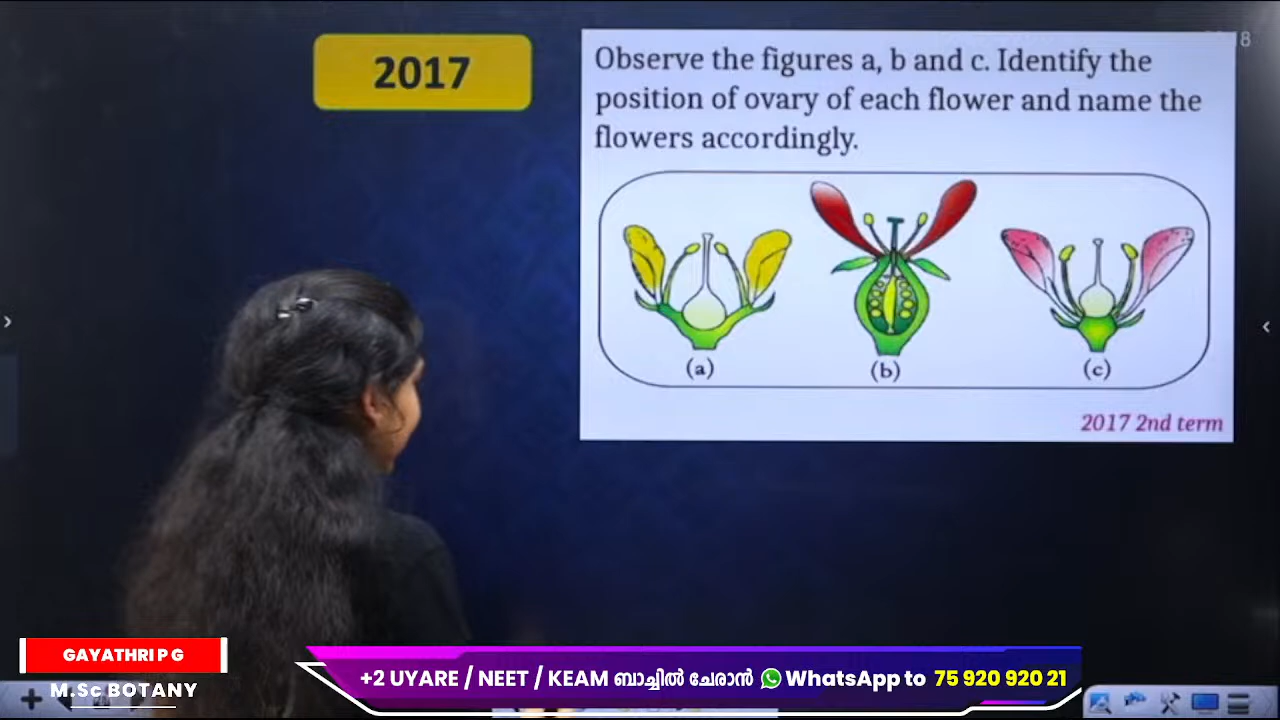 2017
Observe the figures a, b and c. Identify the
position of ovary of each flower and name the
flowers accordingly.
(a)
(b)
(c)
2017 2nd term
GAYATHRI P G
M.Sc BOTANY
+2 UYARE / NEET / KEAM ബാച്ചിൽ ചേരാൻ WhatsApp to 75 920 920 21